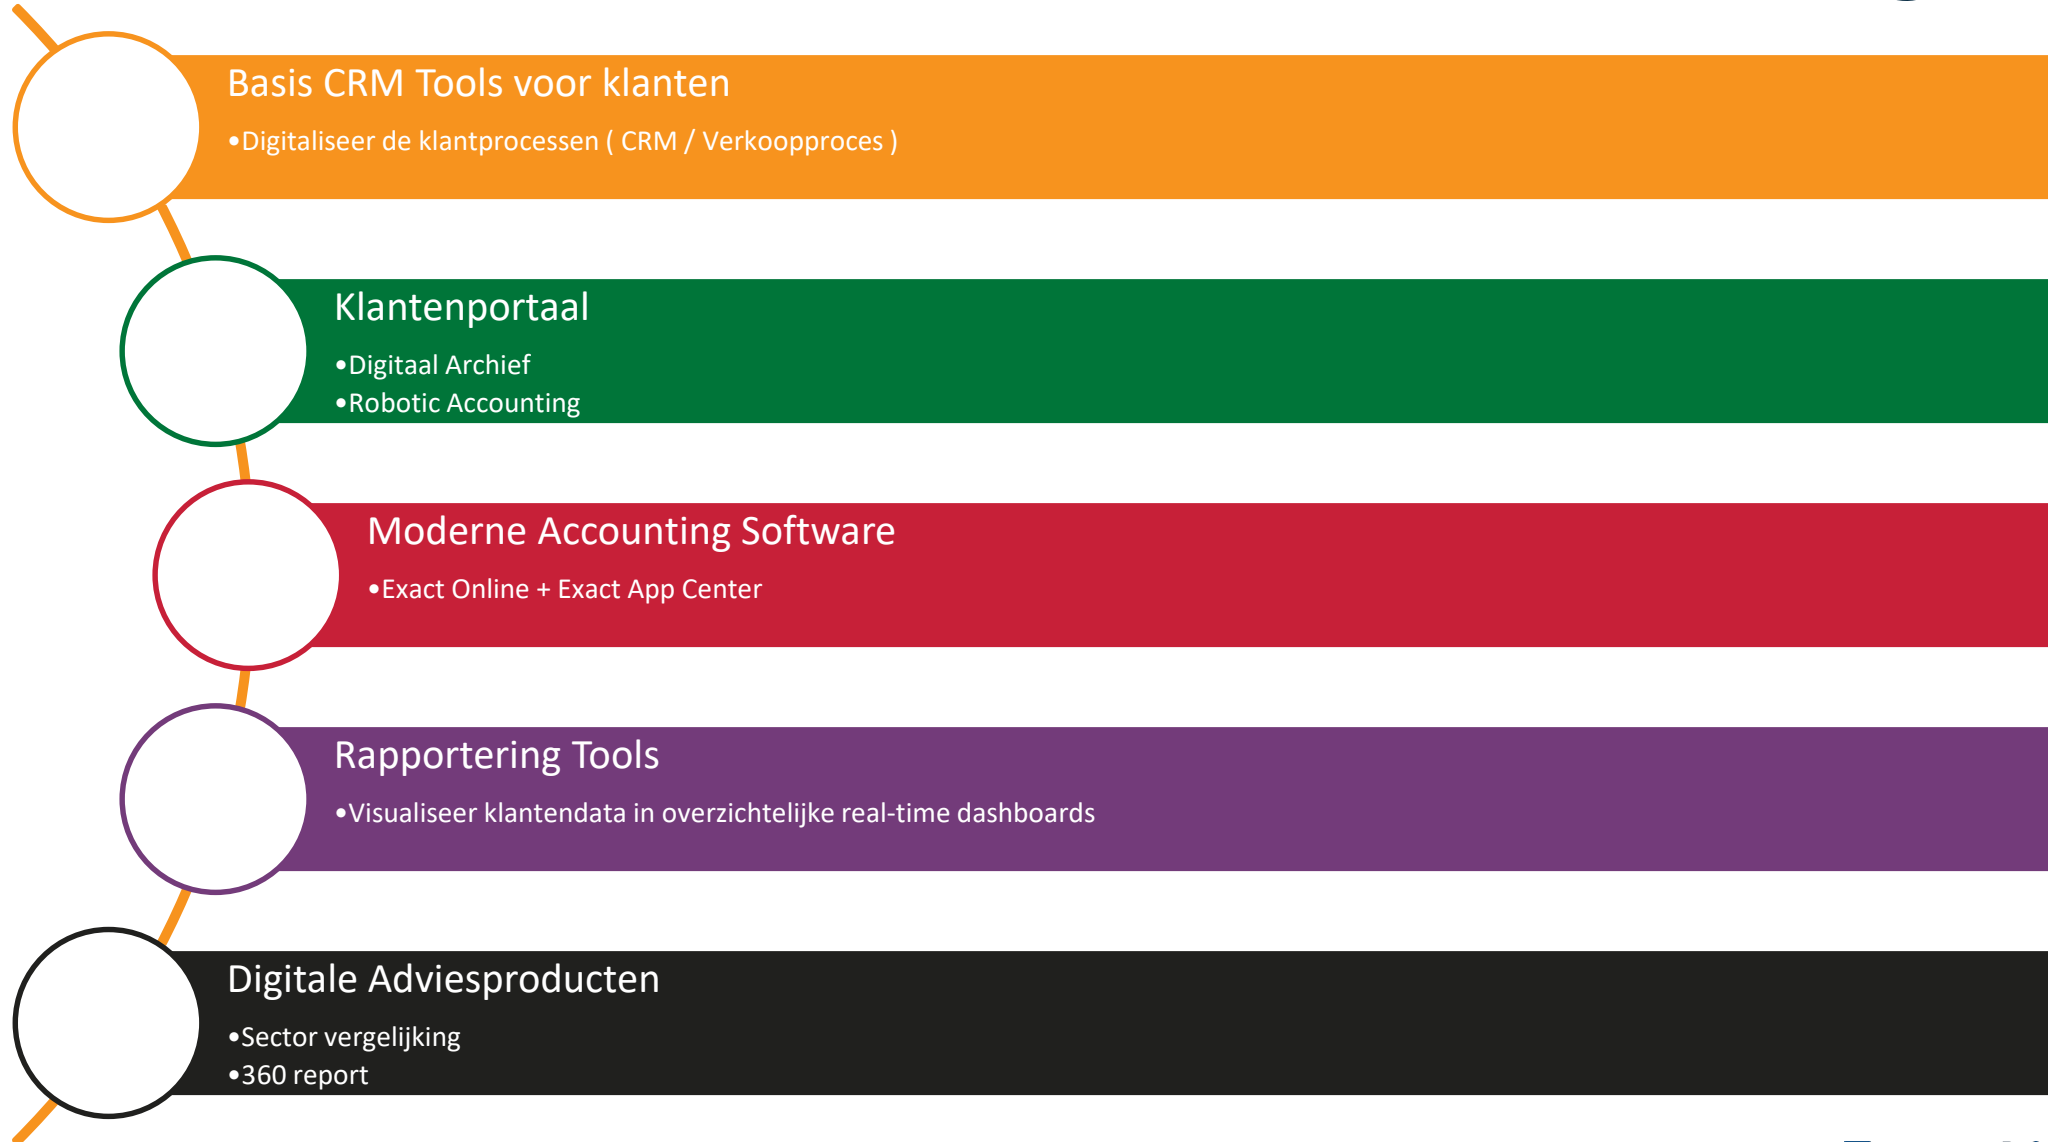 Basis CRM Tools voor klanten
•Digitaliseer de klantprocessen ( CRM / Verkoopproces )
Klantenportaal
•Digitaal Archief
•Robotic Accounting
Moderne Accounting Software
•Exact Online + Exact App Center
Rapportering Tools
•Visualiseer klantendata in overzichtelijke real-time dashboards
Digitale Adviesproducten
•Sector vergelijking
•360 report